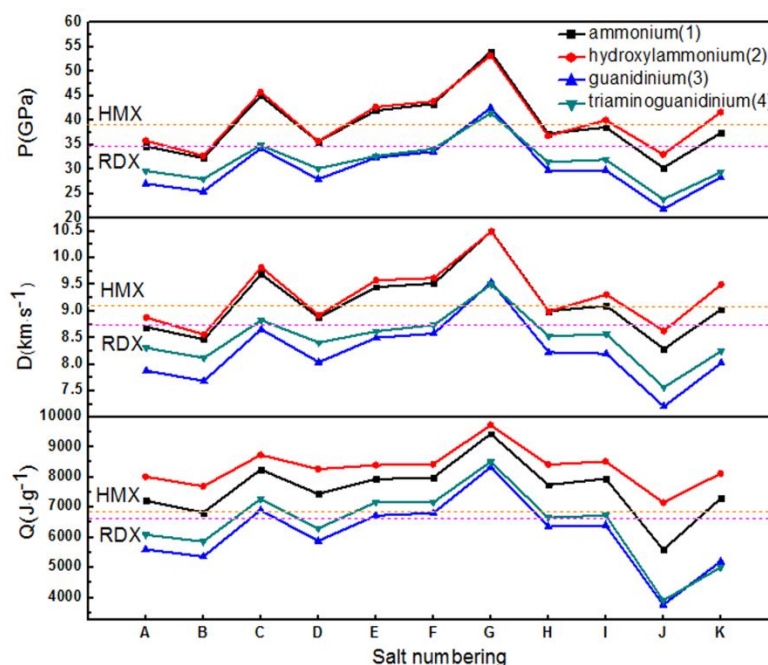 60
55
50
45
40
35
30
25
20
P(GPa)
HMX
RDX
ammonium(1)
hydroxylammonium(2)
guanidinium(3)
triaminoguanidinium(4)
10.5
10.0
9.5
9.0
8.5
8.0
7.5
D(km·s⁻¹)
HMX
RDX
10000
9000
8000
7000
6000
5000
4000
Q(J.g⁻¹)
HMX
RDX
A B C D E F G H I J K
Salt numbering